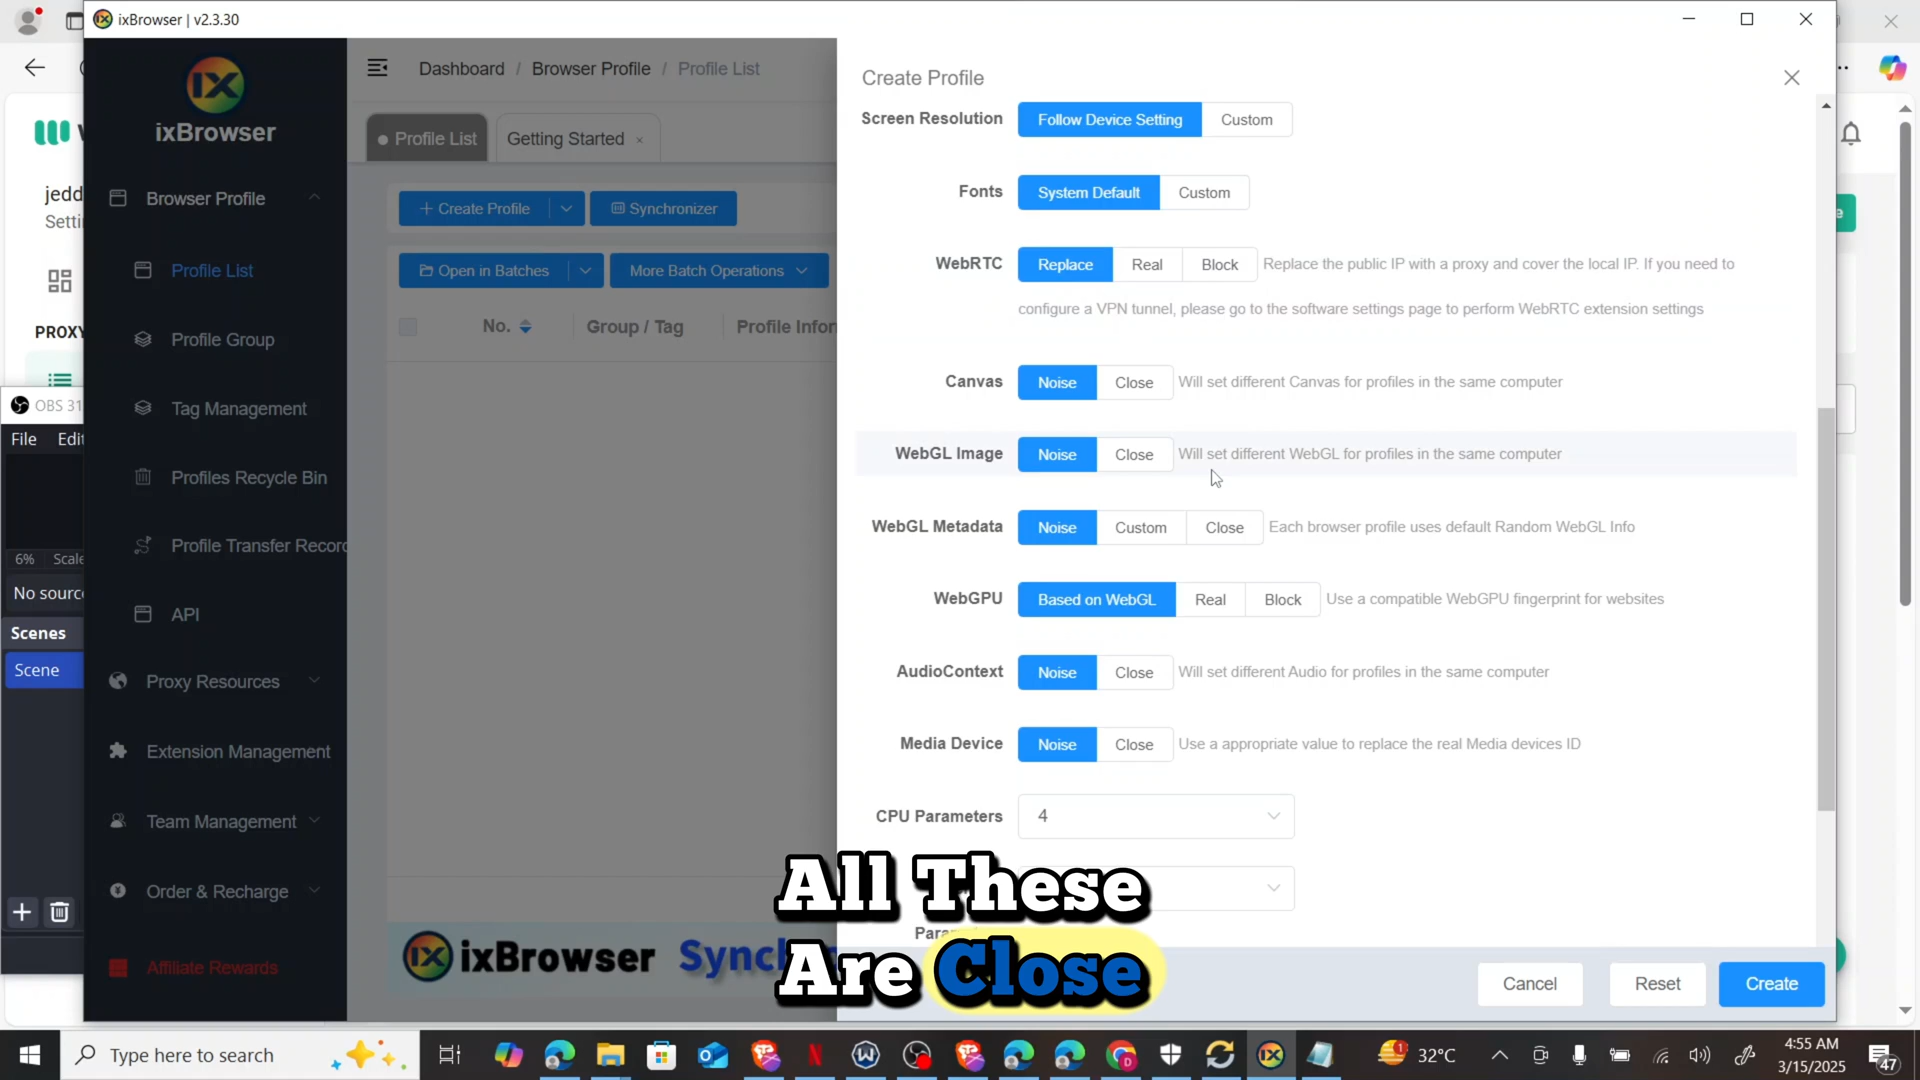 ixBrowser | v2.3.30
IX
ixBrowser
Dashboard / Browser Profile / Profile List
Profile List
Getting Started ×
+ Create Profile
Synchronizer
Open in Batches
More Batch Operations
No.
Group / Tag
Browser Profile
Profile List
Profile Group
Tag Management
Profiles Recycle Bin
Profile Transfer Record
API
Proxy Resources
Extension Management
Team Management
Order & Recharge
Affiliate Rewards
jedd
PROXY
OBS 31
File
6%
Scenes
Scene
Create Profile
Screen Resolution Follow Device Setting Custom
Fonts System Default Custom
WebRTC Replace Real Block Replace the public IP with a proxy and cover the local IP. If you need to
configure a VPN tunnel, please go to the software settings page to perform WebRTC extension settings
Canvas Noise Close Will set different Canvas for profiles in the same computer
WebGL Image Noise Close Will set different WebGL for profiles in the same computer
WebGL Metadata Noise Custom Close Each browser profile uses default Random WebGL Info
WebGPU Based on WebGL Real Block Use a compatible WebGPU fingerprint for websites
AudioContext Noise Close Will set different Audio for profiles in the same computer
Media Device Noise Close Use a appropriate value to replace the real Media devices ID
CPU Parameters 4
All These
Are Close
ixBrowser
Cancel Reset Create
Type here to search
32°C
4:55 AM
3/15/2025
47